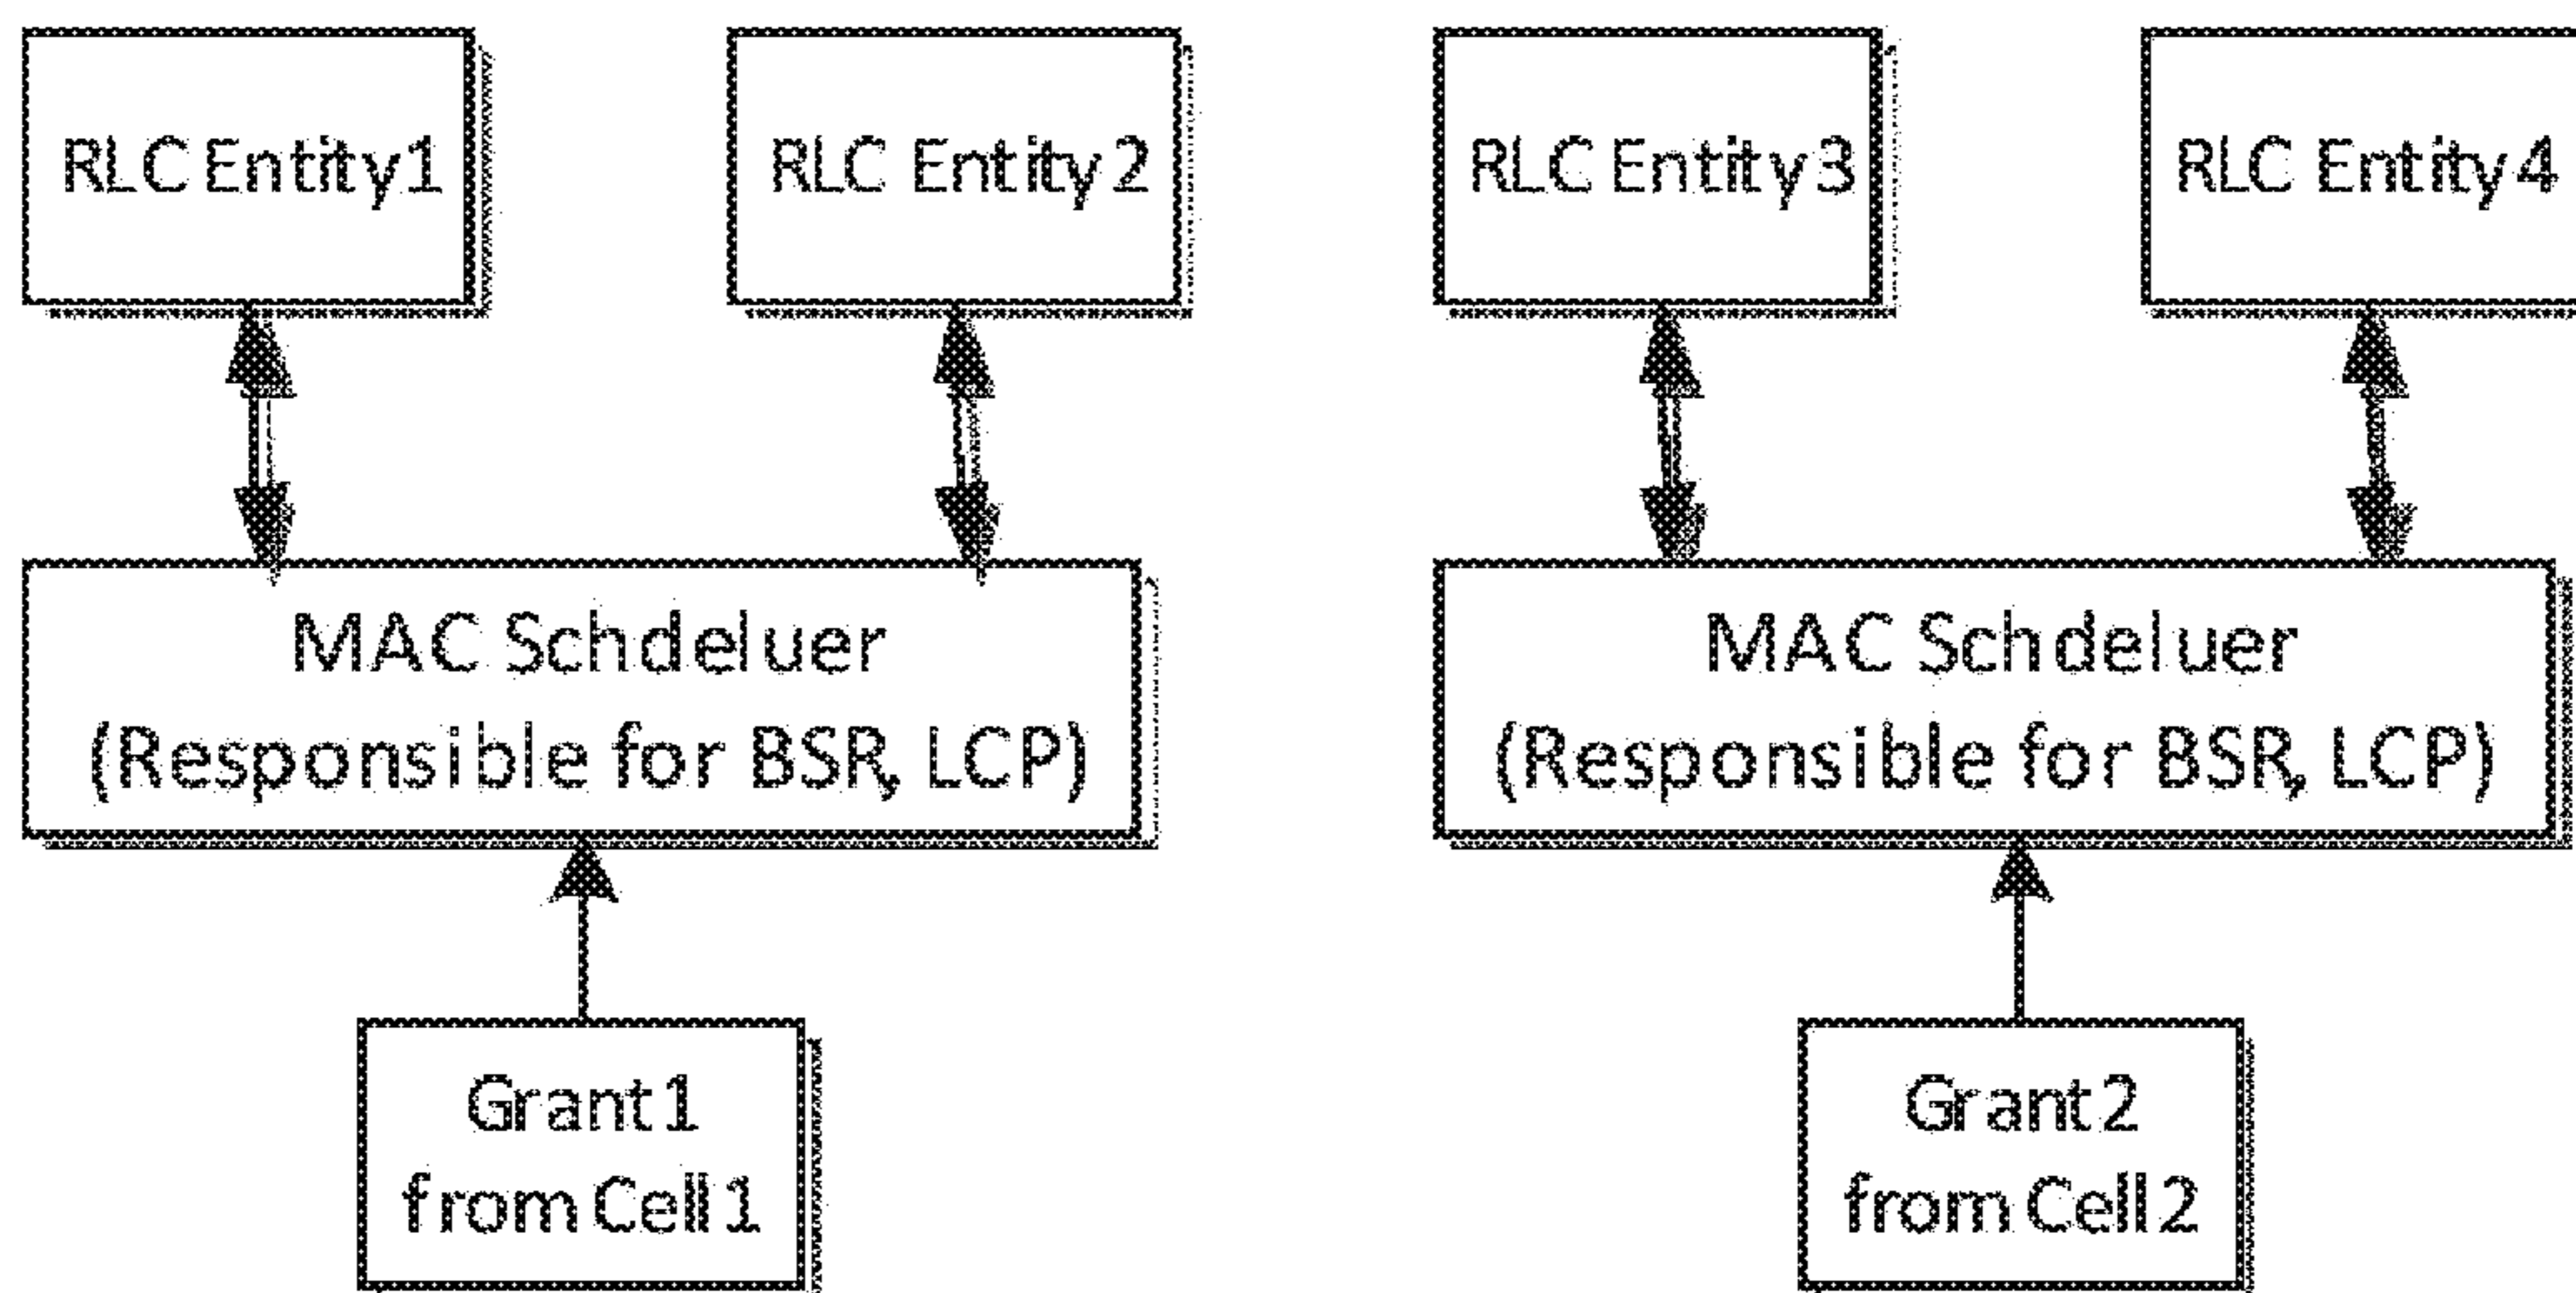 RLC Entity1
RLC Entity2
RLC Entity3
RLC Entity4
MAC Schdeluer
(Responsible for BSR, LCP)
MAC Schdeluer
(Responsible for BSR, LCP)
Grant1
from Cell1
Grant2
from Cell2